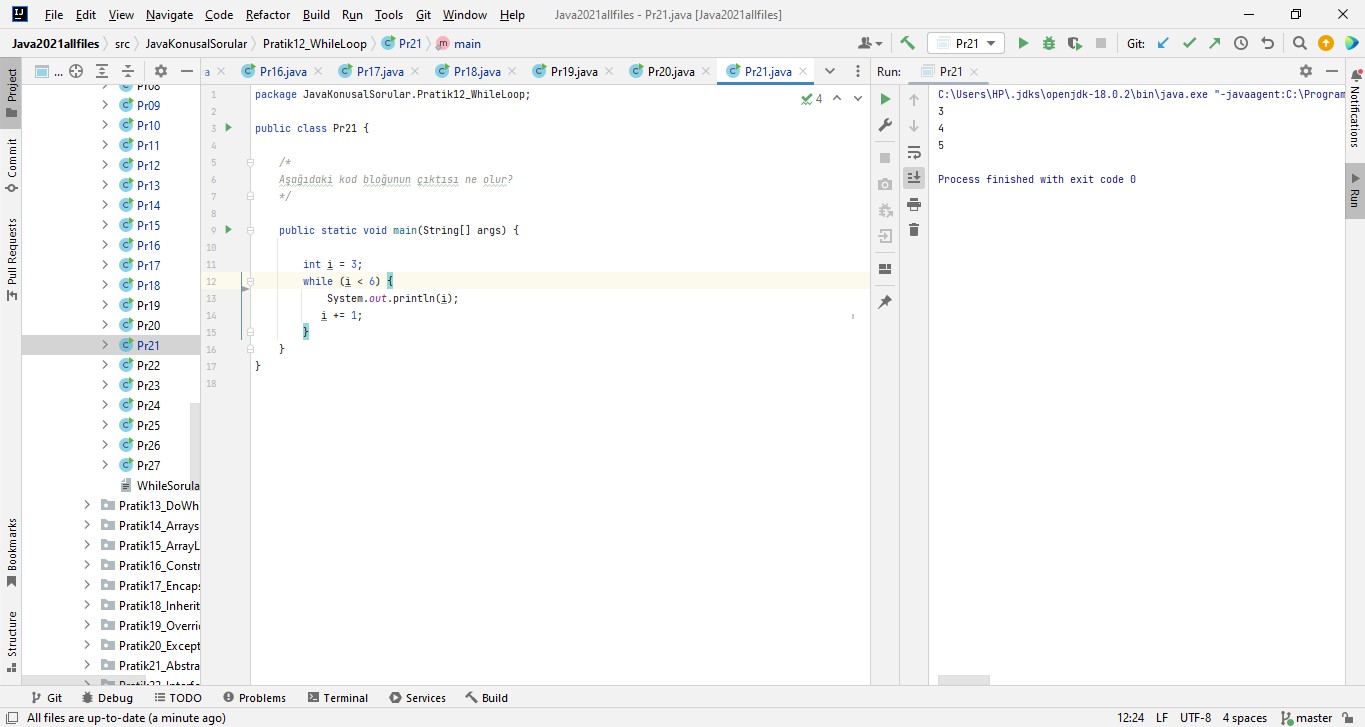 File Edit View Navigate Code Refactor Build Run Tools Git Window Help Java2021allfiles - Pr21.java [Java2021allfiles]
Java2021allfiles src JavaKonusalSorular Pratik12_WhileLoop Pr21 main
Pr21
Git:
Project
Commit
Pull Requests
Bookmarks
Structure
...
Pr08
Pr09
Pr10
Pr11
Pr12
Pr13
Pr14
Pr15
Pr16
Pr17
Pr18
Pr19
Pr20
Pr21
Pr22
Pr23
Pr24
Pr25
Pr26
Pr27
WhileSorula
Pratik13_DoWh
Pratik14_Arrays
Pratik15_ArrayL
Pratik16_Constr
Pratik17_Encaps
Pratik18_Inherit
Pratik19_Overri
Pratik20_Except
Pratik21_Abstra
Pratik22_Interfa
a Pr16.java Pr17.java Pr18.java Pr19.java Pr20.java Pr21.java
4
1 package JavaKonusalSorular.Pratik12_WhileLoop;
2
3 public class Pr21 {
4
5 /*
6 Aşağıdaki kod bloğunun çıktısı ne olur?
7 */
8
9 public static void main(String[] args) {
10
11 int i = 3;
12 while (i < 6) {
13 System.out.println(i);
14 i += 1;
15 }
16 }
17 }
18
Run: Pr21
C:\Users\HP\.jdks\openjdk-18.0.2\bin\java.exe "-javaagent:C:\Program
3
4
5
Process finished with exit code 0
Notifications
Run
Git Debug TODO Problems Terminal Services Build
All files are up-to-date (a minute ago) 12:24 LF UTF-8 4 spaces master